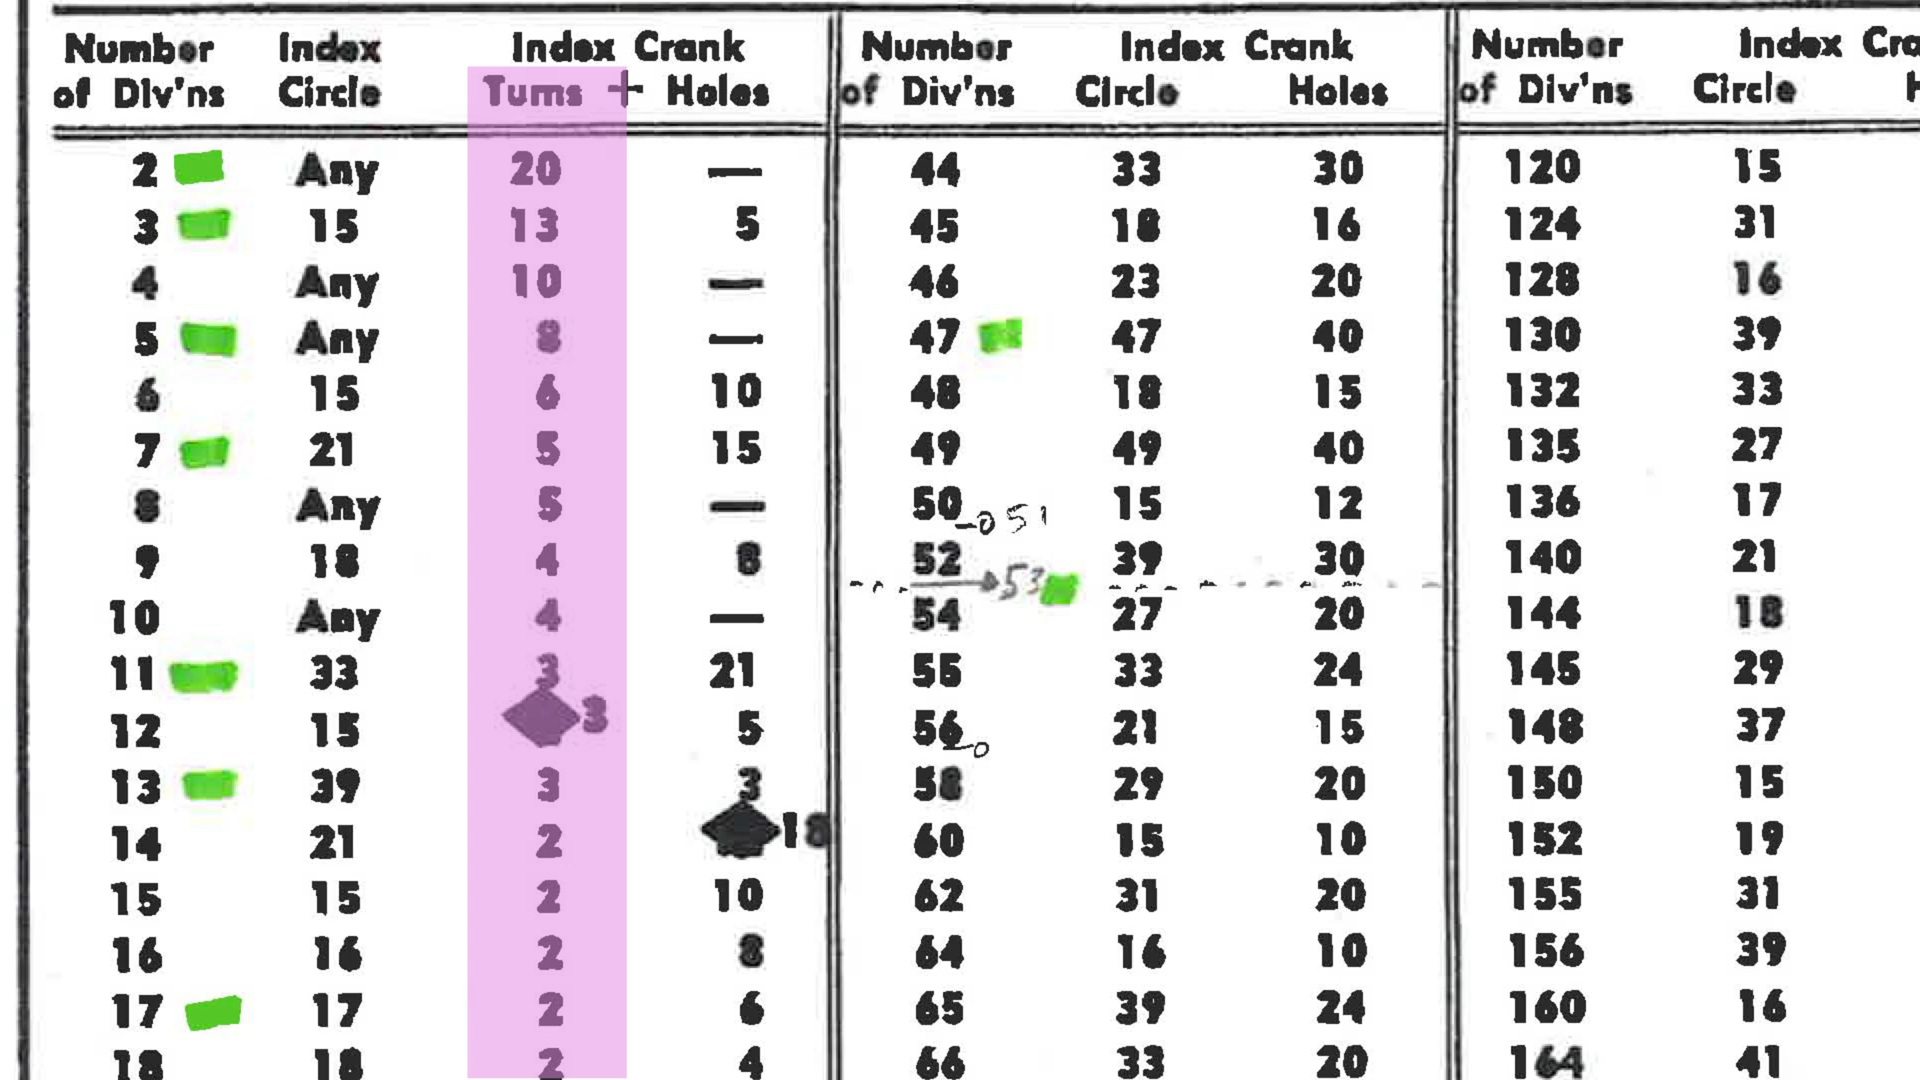 Number Index Index Crank Number Index Crank Number Index Cra
of Div'ns Circle Turns + Holes of Div'ns Circle Holes of Div'ns Circle H
2 Any 20 — 44 33 30 120 15
3 15 13 5 45 18 16 124 31
4 Any 10 — 46 23 20 128 16
5 Any 8 — 47 47 40 130 39
6 15 6 10 48 18 15 132 33
7 21 5 15 49 49 40 135 27
8 Any 5 — 50 15 12 136 17
51
9 18 4 8 52 39 30 140 21
53
10 Any 4 — 54 27 20 144 18
11 33 3 21 55 33 24 145 29
12 15 3 5 56 21 15 148 37
13 39 3 3 58 29 20 150 15
14 21 2 18 60 15 10 152 19
15 15 2 10 62 31 20 155 31
16 16 2 8 64 16 10 156 39
17 17 2 6 65 39 24 160 16
18 18 2 4 66 33 20 164 41